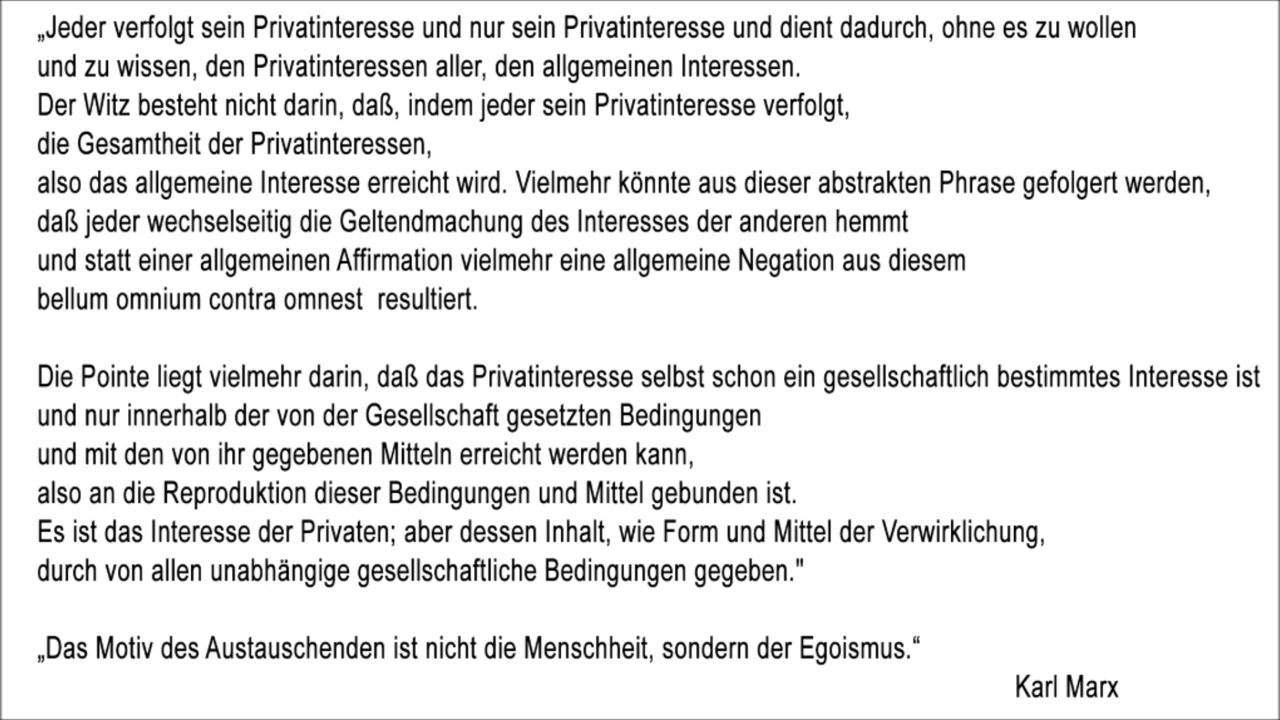 „Jeder verfolgt sein Privatinteresse und nur sein Privatinteresse und dient dadurch, ohne es zu wollen
und zu wissen, den Privatinteressen aller, den allgemeinen Interessen.
Der Witz besteht nicht darin, daß, indem jeder sein Privatinteresse verfolgt,
die Gesamtheit der Privatinteressen,
also das allgemeine Interesse erreicht wird. Vielmehr könnte aus dieser abstrakten Phrase gefolgert werden,
daß jeder wechselseitig die Geltendmachung des Interesses der anderen hemmt
und statt einer allgemeinen Affirmation vielmehr eine allgemeine Negation aus diesem
bellum omnium contra omnest  resultiert.

Die Pointe liegt vielmehr darin, daß das Privatinteresse selbst schon ein gesellschaftlich bestimmtes Interesse ist
und nur innerhalb der von der Gesellschaft gesetzten Bedingungen
und mit den von ihr gegebenen Mitteln erreicht werden kann,
also an die Reproduktion dieser Bedingungen und Mittel gebunden ist.
Es ist das Interesse der Privaten; aber dessen Inhalt, wie Form und Mittel der Verwirklichung,
durch von allen unabhängige gesellschaftliche Bedingungen gegeben."

„Das Motiv des Austauschenden ist nicht die Menschheit, sondern der Egoismus.“
Karl Marx